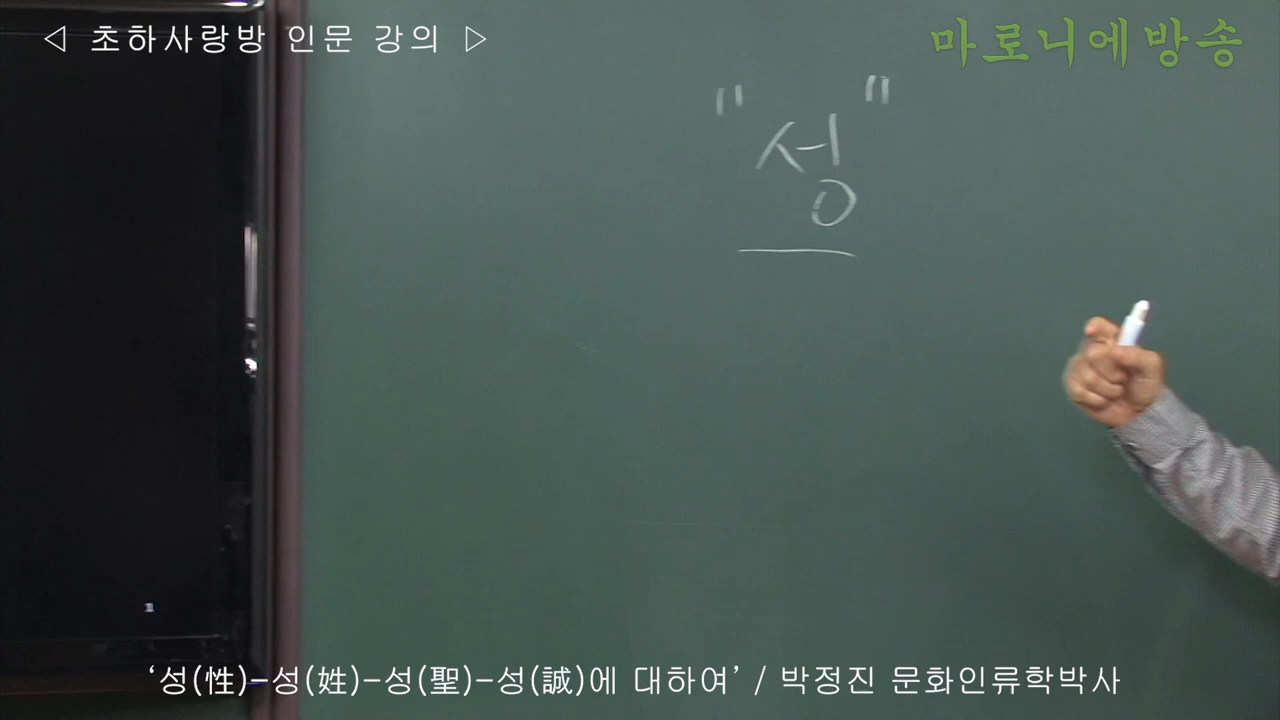 ◁ 초하사랑방 인문 강의 ▷
마로니에방송
"성"
‘성(性)-성(姓)-성(聖)-성(誠)에 대하여’ / 박정진 문화인류학박사